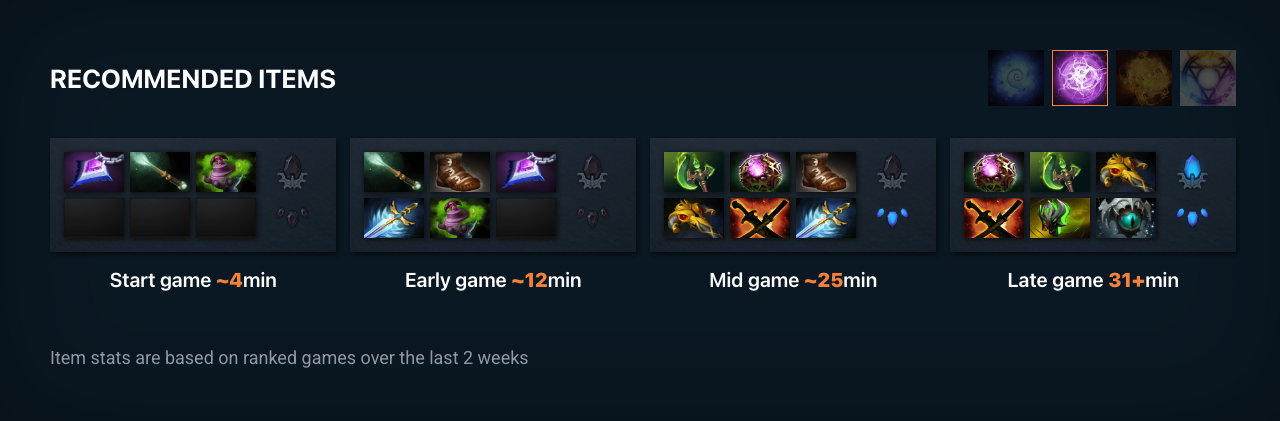 RECOMMENDED ITEMS
Start game ~4min
Early game ~12min
Mid game ~25min
Late game 31+min
Item stats are based on ranked games over the last 2 weeks